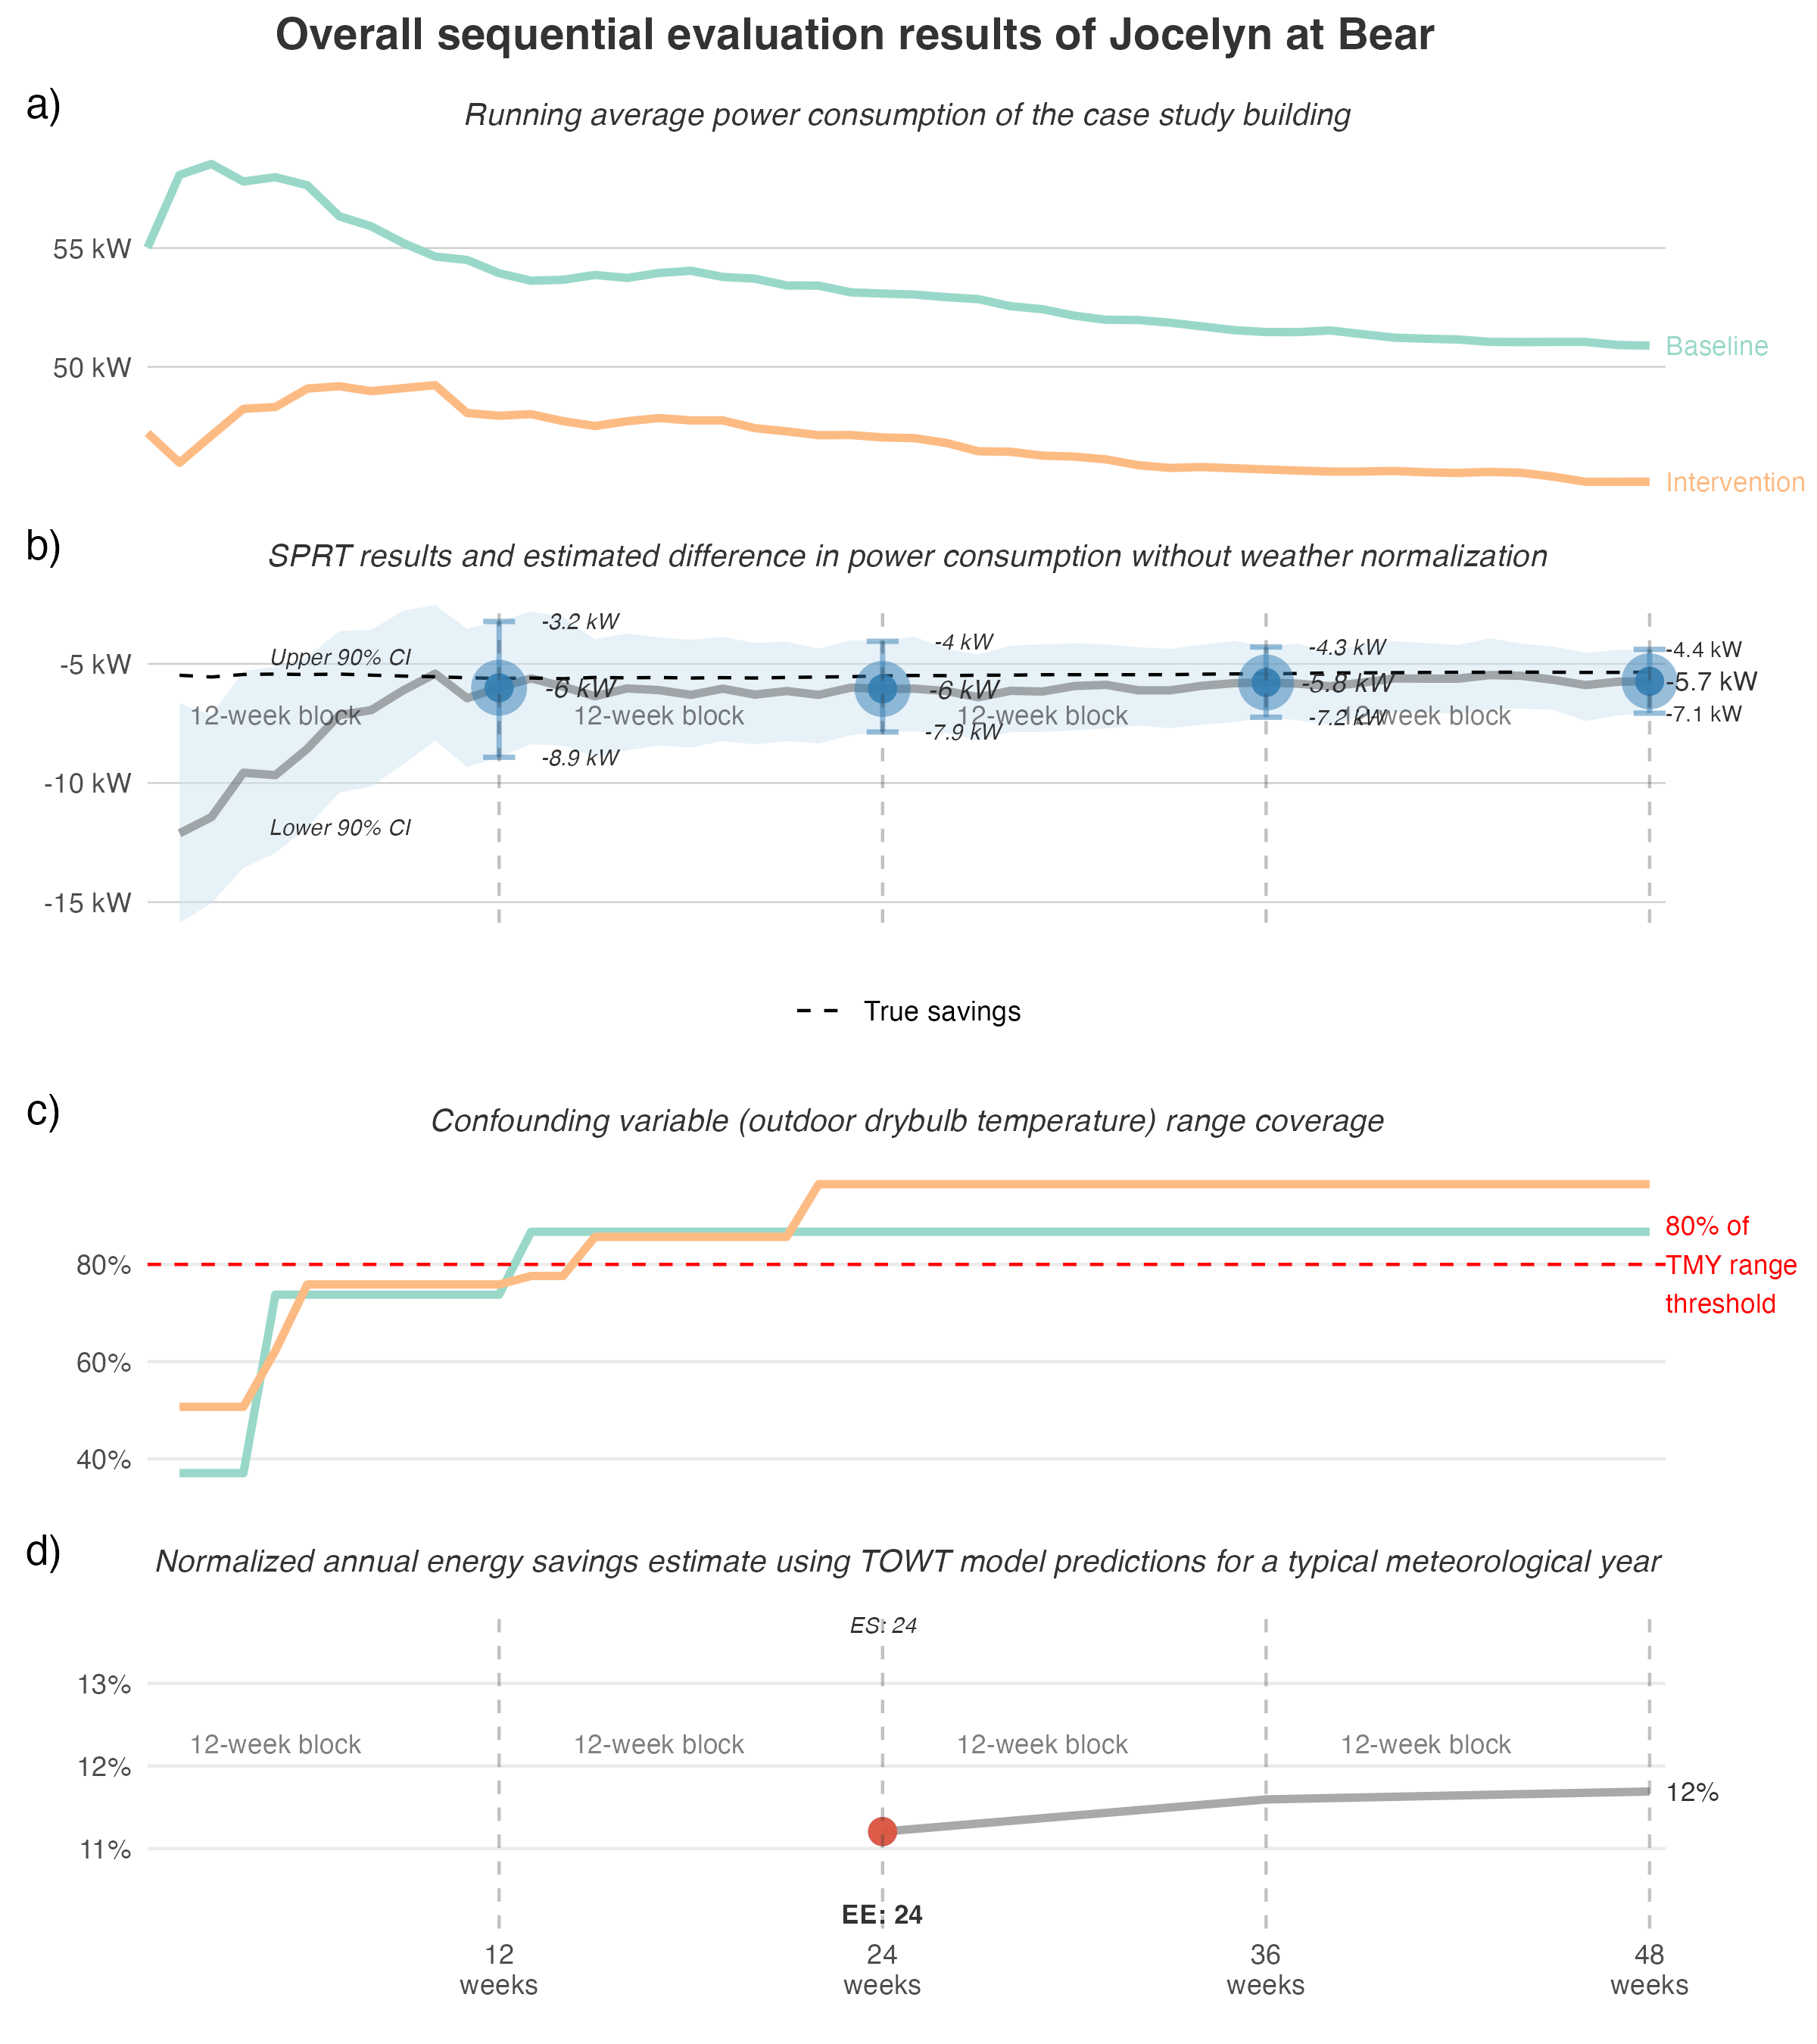 Overall sequential evaluation results of Jocelyn at Bear
a)
Running average power consumption of the case study building
55 kW
50 kW
Baseline
Intervention
b)
SPRT results and estimated difference in power consumption without weather normalization
-5 kW
-10 kW
-15 kW
Upper 90% CI
Lower 90% CI
12-week block
12-week block
12-week block
12-week block
-3.2 kW
-6 kW
-8.9 kW
-4 kW
-6 kW
-7.9 kW
-4.3 kW
-5.8 kW
-7.2 kW
-4.4 kW
-5.7 kW
-7.1 kW
True savings
c)
Confounding variable (outdoor drybulb temperature) range coverage
80%
60%
40%
80% of
TMY range
threshold
d)
Normalized annual energy savings estimate using TOWT model predictions for a typical meteorological year
ES: 24
13%
12%
11%
12-week block
12-week block
12-week block
12-week block
12%
EE: 24
12
weeks
24
weeks
36
weeks
48
weeks